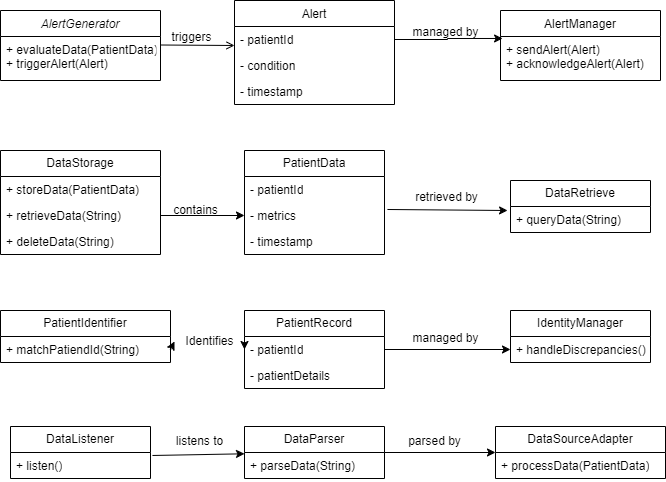 AlertGenerator
+ evaluateData(PatientData)
+ triggerAlert(Alert)
triggers
Alert
- patientId
- condition
- timestamp
managed by
AlertManager
+ sendAlert(Alert)
+ acknowledgeAlert(Alert)
DataStorage
+ storeData(PatientData)
+ retrieveData(String)
+ deleteData(String)
contains
PatientData
- patientId
- metrics
- timestamp
retrieved by
DataRetrieve
+ queryData(String)
PatientIdentifier
+ matchPatiendId(String)
Identifies
PatientRecord
- patientId
- patientDetails
managed by
IdentityManager
+ handleDiscrepancies()
DataListener
+ listen()
listens to
DataParser
+ parseData(String)
parsed by
DataSourceAdapter
+ processData(PatientData)